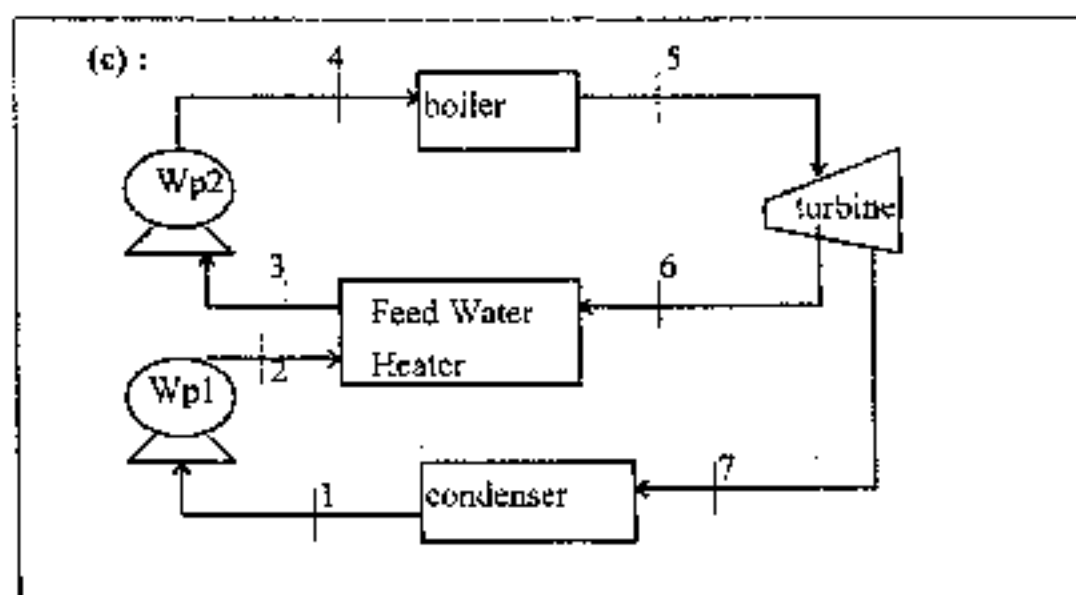 (c) :
4
5
boiler
Wp2
turbine
3
6
Feed Water
Heater
2
Wp1
7
condenser
1